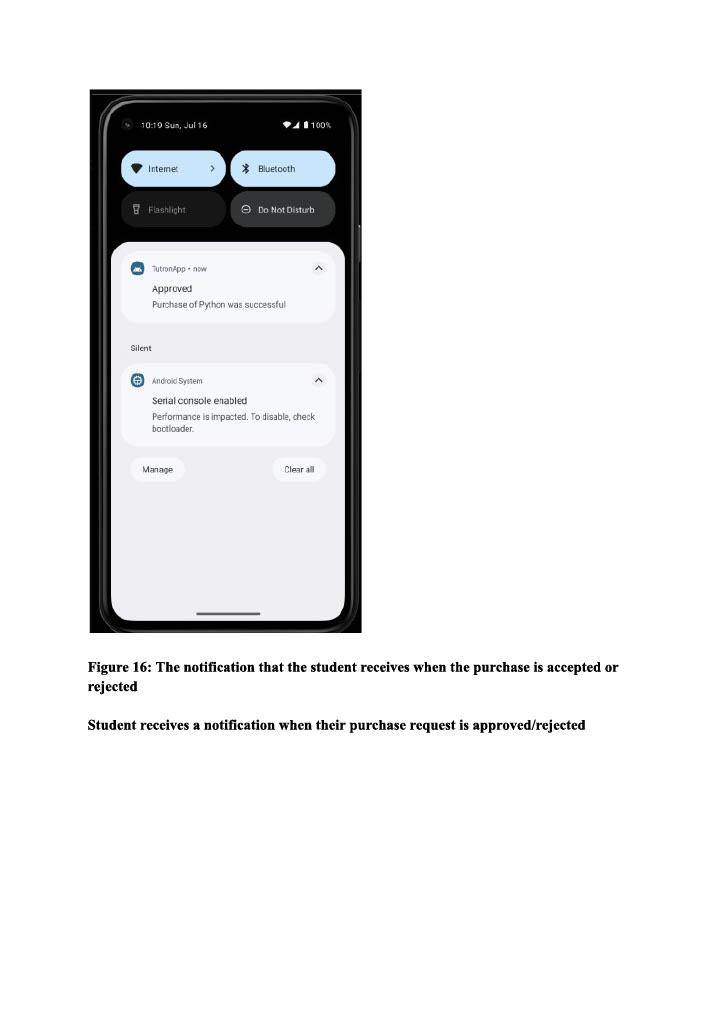 10:19 Sun, Jul 16
100%
Internet
Bluetooth
Flashlight
Do Not Disturb
TutronApp • now
Approved
Purchase of Python was successful
Silent
Android System
Serial console enabled
Performance is impacted. To disable, check
bootloader.
Manage
Clear all
Figure 16: The notification that the student receives when the purchase is accepted or
rejected
Student receives a notification when their purchase request is approved/rejected